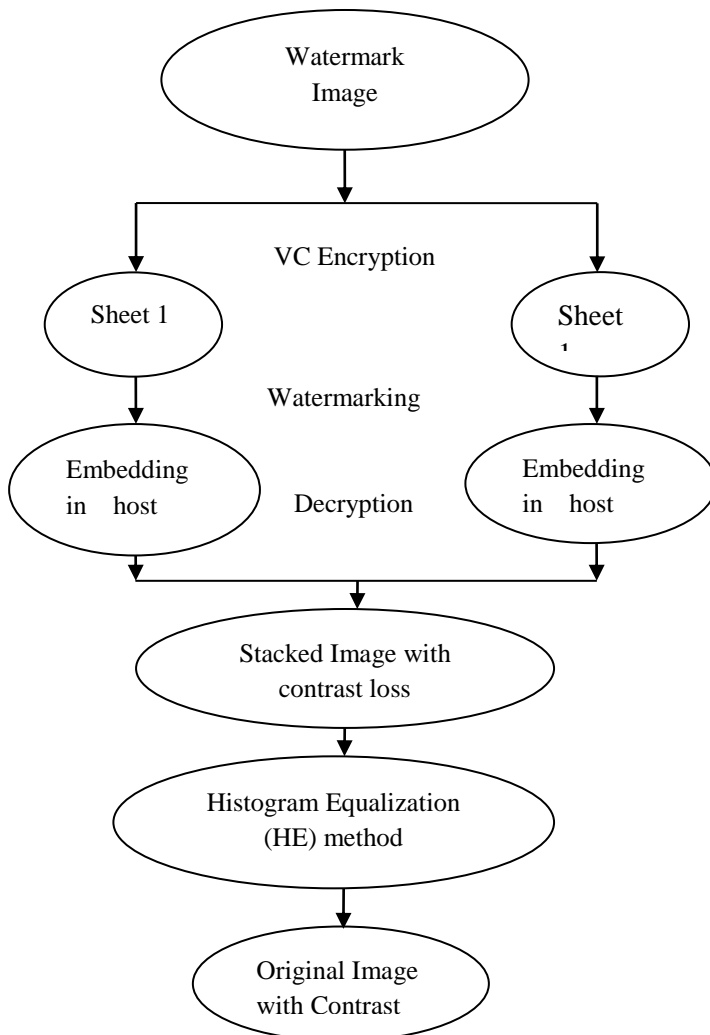 Watermark
Image
VC Encryption
Sheet 1
Sheet
Watermarking
Embedding
in host
Embedding
in host
Decryption
Stacked Image with
contrast loss
Histogram Equalization
(HE) method
Original Image
with Contrast